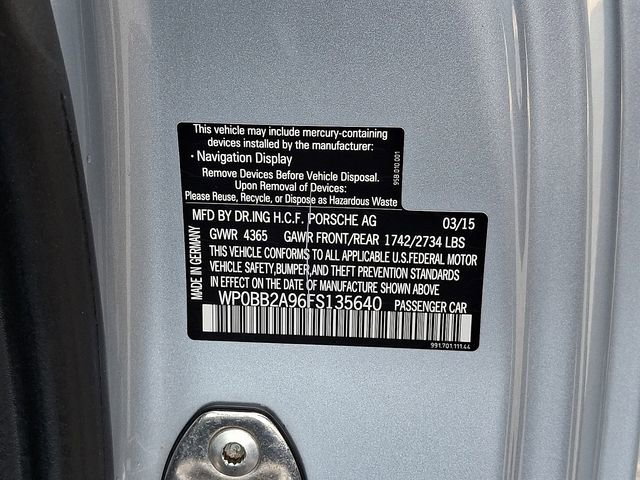 This vehicle may include mercury-containing
devices installed by the manufacturer:
· Navigation Display
Remove Devices Before Vehicle Disposal.
Upon Removal of Devices:
Please Reuse, Recycle, or Dispose as Hazardous Waste
95B.010.001
MADE IN GERMANY
MFD BY DR.ING H.C.F. PORSCHE AG 03/15
GVWR 4365 GAWR FRONT/REAR 1742/2734 LBS
THIS VEHICLE CONFORMS TO ALL APPLICABLE U.S.FEDERAL MOTOR
VEHICLE SAFETY,BUMPER,AND THEFT PREVENTION STANDARDS
IN EFFECT ON THE DATE OF MANUFACTURE SHOWN ABOVE
WP0BB2A96FS135640 PASSENGER CAR
991.701.111.44